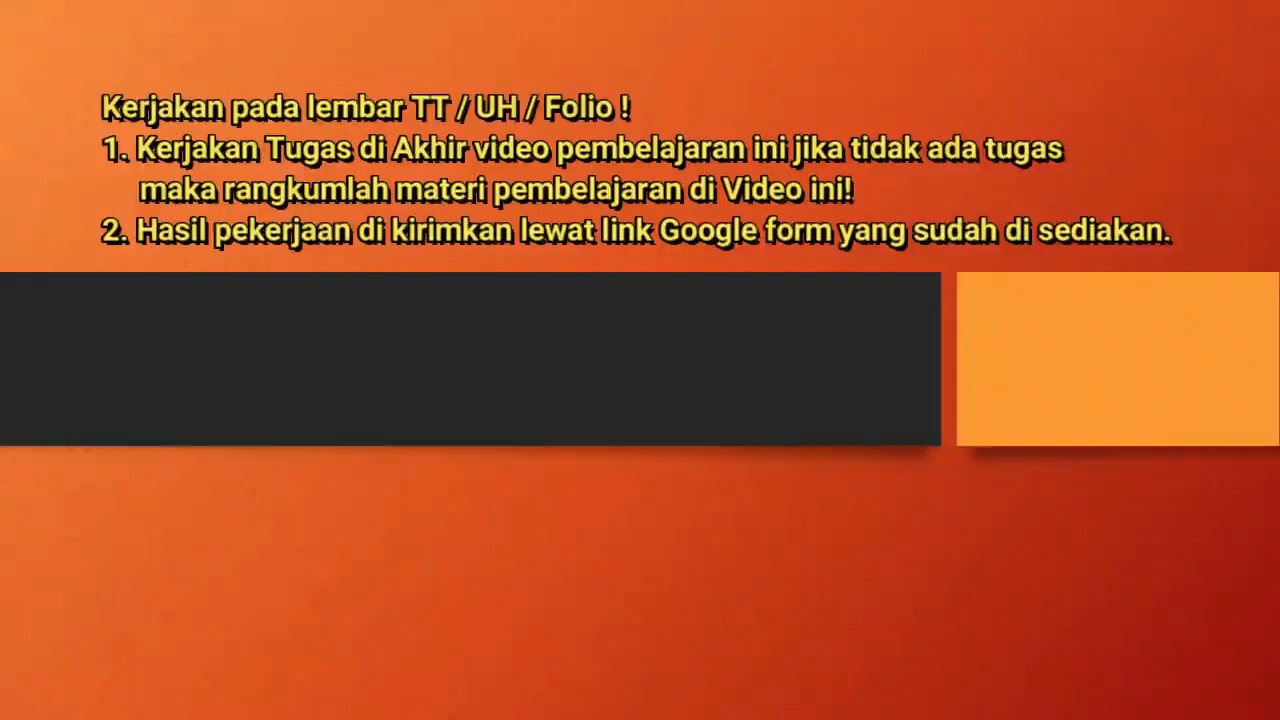 Kerjakan pada lembar TT / UH / Folio !
1. Kerjakan Tugas di Akhir video pembelajaran ini jika tidak ada tugas
maka rangkumlah materi pembelajaran di Video ini!
2. Hasil pekerjaan di kirimkan lewat link Google form yang sudah di sediakan.